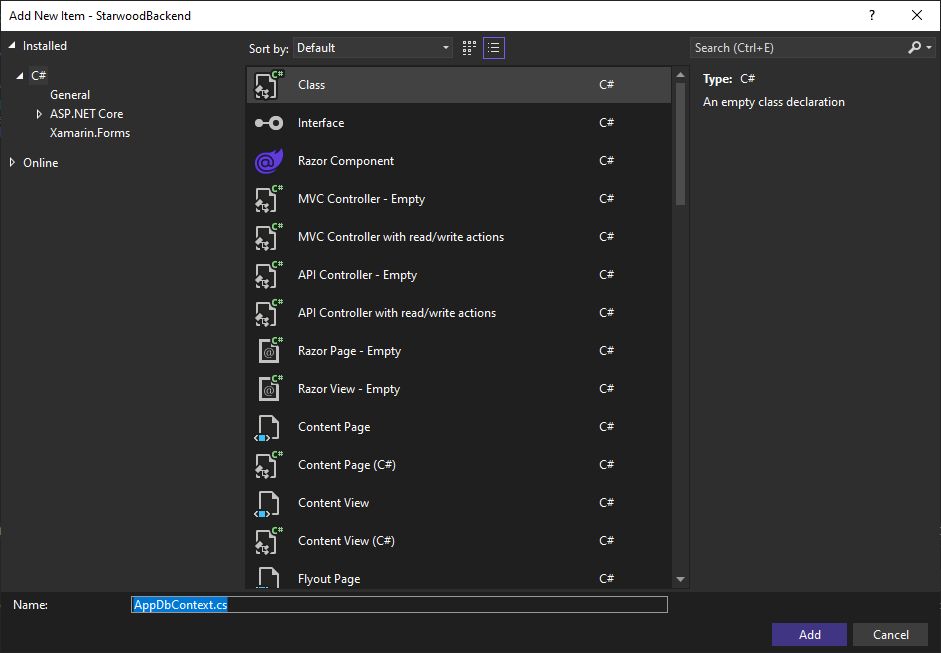 Add New Item - StarwoodBackend
?
Installed
C#
General
ASP.NET Core
Xamarin.Forms
Online
Sort by: Default
Class C#
Interface C#
Razor Component C#
MVC Controller - Empty C#
MVC Controller with read/write actions C#
API Controller - Empty C#
API Controller with read/write actions C#
Razor Page - Empty C#
Razor View - Empty C#
Content Page C#
Content Page (C#) C#
Content View C#
Content View (C#) C#
Flyout Page C#
Search (Ctrl+E)
Type: C#
An empty class declaration
Name: AppDbContext.cs
Add Cancel